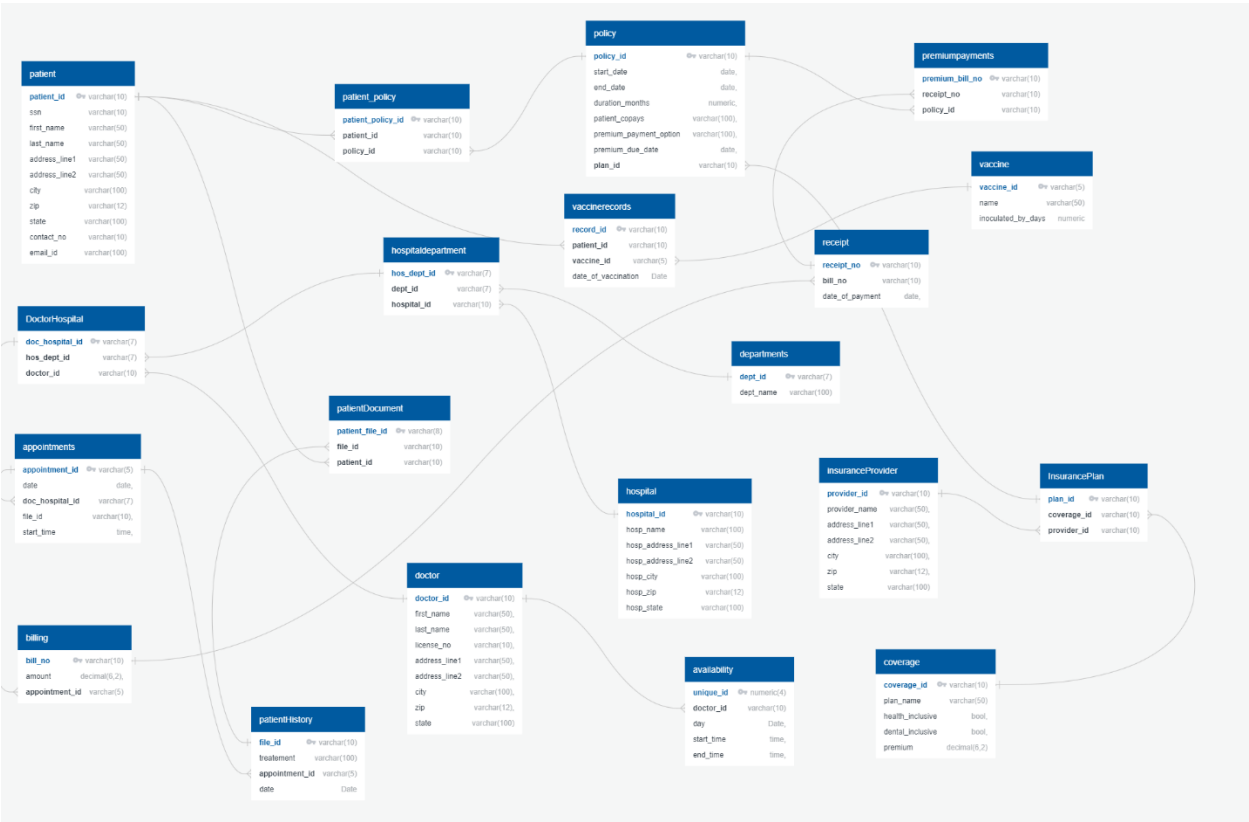 patient
patient_id varchar(10)
ssn varchar(10)
first_name varchar(50)
last_name varchar(50)
address_line1 varchar(50)
address_line2 varchar(50)
city varchar(100)
zip varchar(12)
state varchar(100)
contact_no varchar(10)
email_id varchar(100)
patient_policy
patient_policy_id varchar(10)
patient_id varchar(10)
policy_id varchar(10)
policy
policy_id varchar(10)
start_date date,
end_date date,
duration_months numeric,
patient_copays varchar(100),
premium_payment_option varchar(100),
premium_due_date date,
plan_id varchar(10)
premiumpayments
premium_bill_no varchar(10)
receipt_no varchar(10)
policy_id varchar(10)
vaccine
vaccine_id varchar(5)
name varchar(50)
inoculated_by_days numeric
vaccinerecords
record_id varchar(10)
patient_id varchar(10)
vaccine_id varchar(5)
date_of_vaccination Date
hospitaldepartment
hos_dept_id varchar(7)
dept_id varchar(7)
hospital_id varchar(10)
receipt
receipt_no varchar(10)
bill_no varchar(10)
date_of_payment date,
DoctorHospital
doc_hospital_id varchar(7)
hos_dept_id varchar(7)
doctor_id varchar(10)
departments
dept_id varchar(7)
dept_name varchar(100)
patientDocument
patient_file_id varchar(8)
file_id varchar(10)
patient_id varchar(10)
appointments
appointment_id varchar(5)
date date,
doc_hospital_id varchar(7)
file_id varchar(10),
start_time time,
hospital
hospital_id varchar(10)
hosp_name varchar(100)
hosp_address_line1 varchar(50)
hosp_address_line2 varchar(50)
hosp_city varchar(100)
hosp_zip varchar(12)
hosp_state varchar(100)
insuranceProvider
provider_id varchar(10)
provider_name varchar(50),
address_line1 varchar(50),
address_line2 varchar(50),
city varchar(100),
zip varchar(12),
state varchar(100)
InsurancePlan
plan_id varchar(10)
coverage_id varchar(10)
provider_id varchar(10)
doctor
doctor_id varchar(10)
first_name varchar(50),
last_name varchar(50),
license_no varchar(10),
address_line1 varchar(50),
address_line2 varchar(50),
city varchar(100),
zip varchar(12),
state varchar(100)
billing
bill_no varchar(10)
amount decimal(6,2),
appointment_id varchar(5)
availability
unique_id numeric(4)
doctor_id varchar(10)
day Date,
start_time time,
end_time time,
coverage
coverage_id varchar(10)
plan_name varchar(50)
health_inclusive bool,
dental_inclusive bool,
premium decimal(6,2)
patientHistory
file_id varchar(10)
treatement varchar(100)
appointment_id varchar(5)
date Date